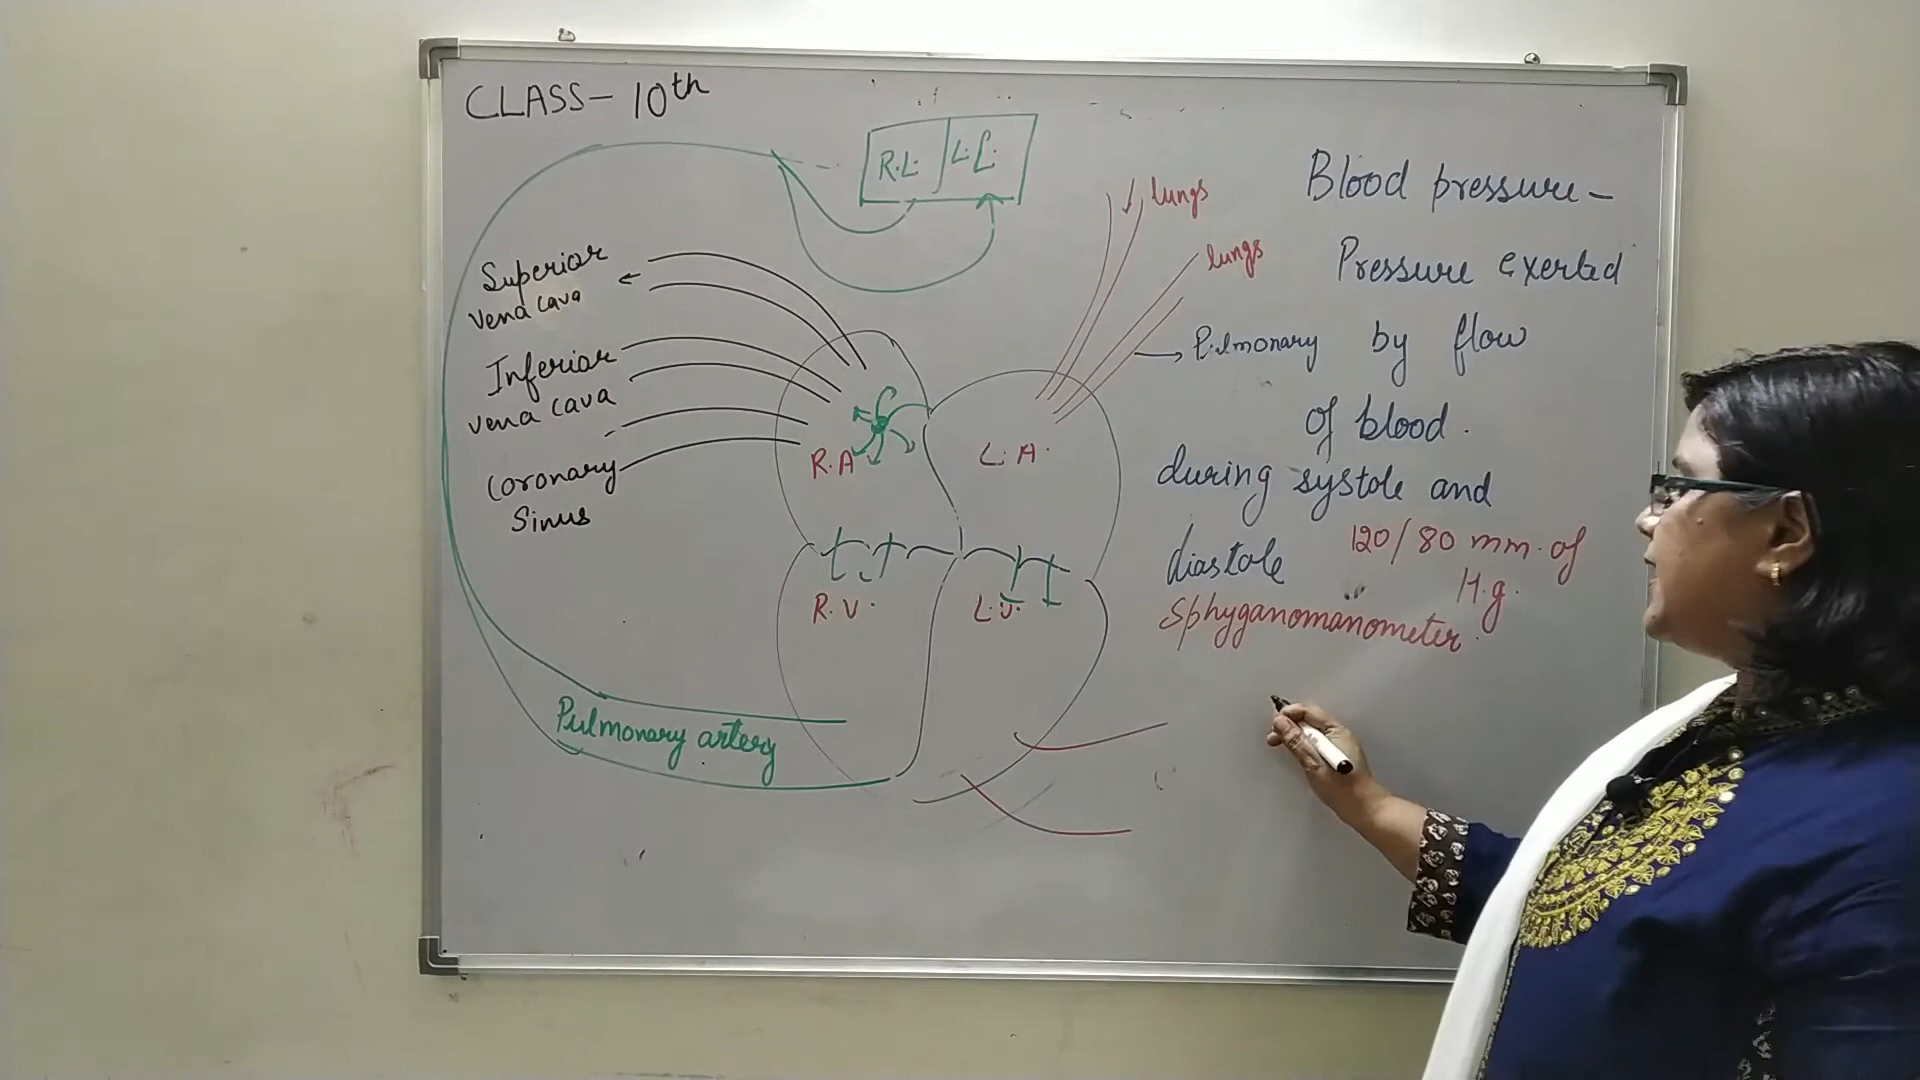 CLASS- 10th
R.L. L.L.
Superior
vena cava
Inferior
vena cava
Coronary
Sinus
lungs
lungs
→ Pulmonary
R.A
L.A.
R.V.
L.V.
Pulmonary artery
Blood pressure-
Pressure exerted
by flow
of blood.
during systole and
diastole
120/80 mm. of
H.g.
Sphyganomanometer.